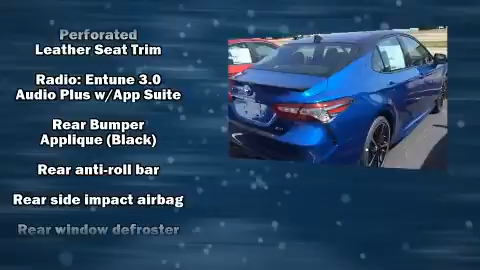 Perforated
Leather Seat Trim
Radio: Entune 3.0
Audio Plus w/App Suite
Rear Bumper
Applique (Black)
Rear anti-roll bar
Rear side impact airbag
Rear window defroster